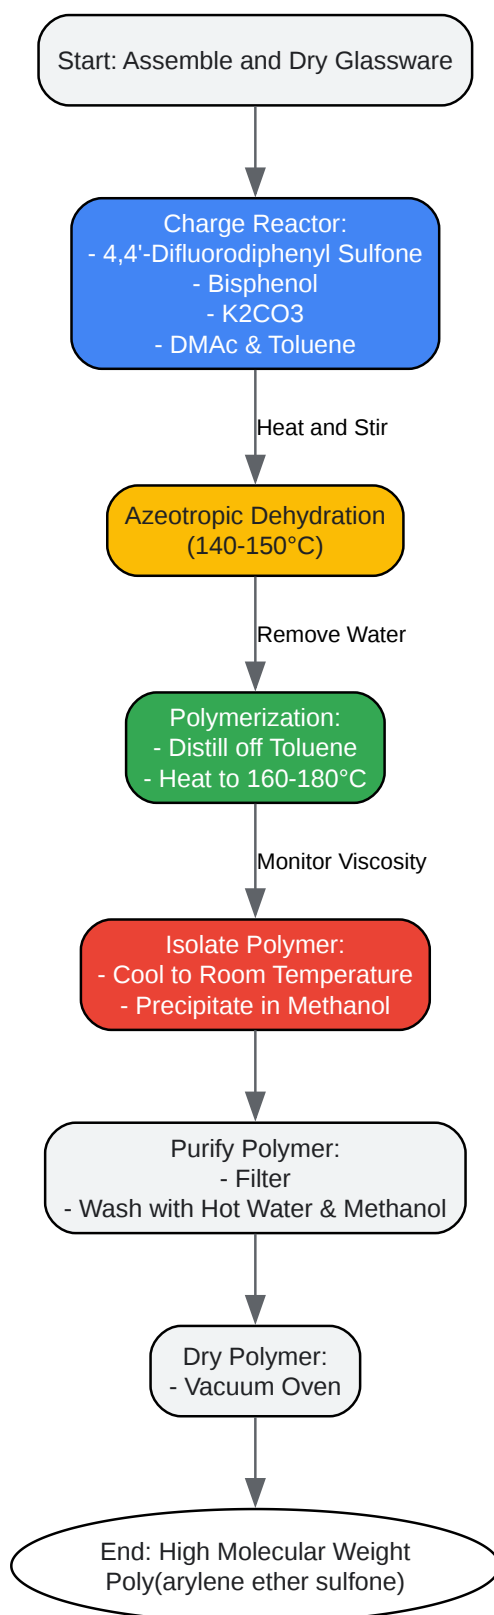 Start: Assemble and Dry Glassware
Charge Reactor:
- 4,4'-Difluorodiphenyl Sulfone
- Bisphenol
- K2CO3
- DMAc & Toluene
Heat and Stir
Azeotropic Dehydration
(140-150°C)
Remove Water
Polymerization:
- Distill off Toluene
- Heat to 160-180°C
Monitor Viscosity
Isolate Polymer:
- Cool to Room Temperature
- Precipitate in Methanol
Purify Polymer:
- Filter
- Wash with Hot Water & Methanol
Dry Polymer:
- Vacuum Oven
End: High Molecular Weight
Poly(arylene ether sulfone)